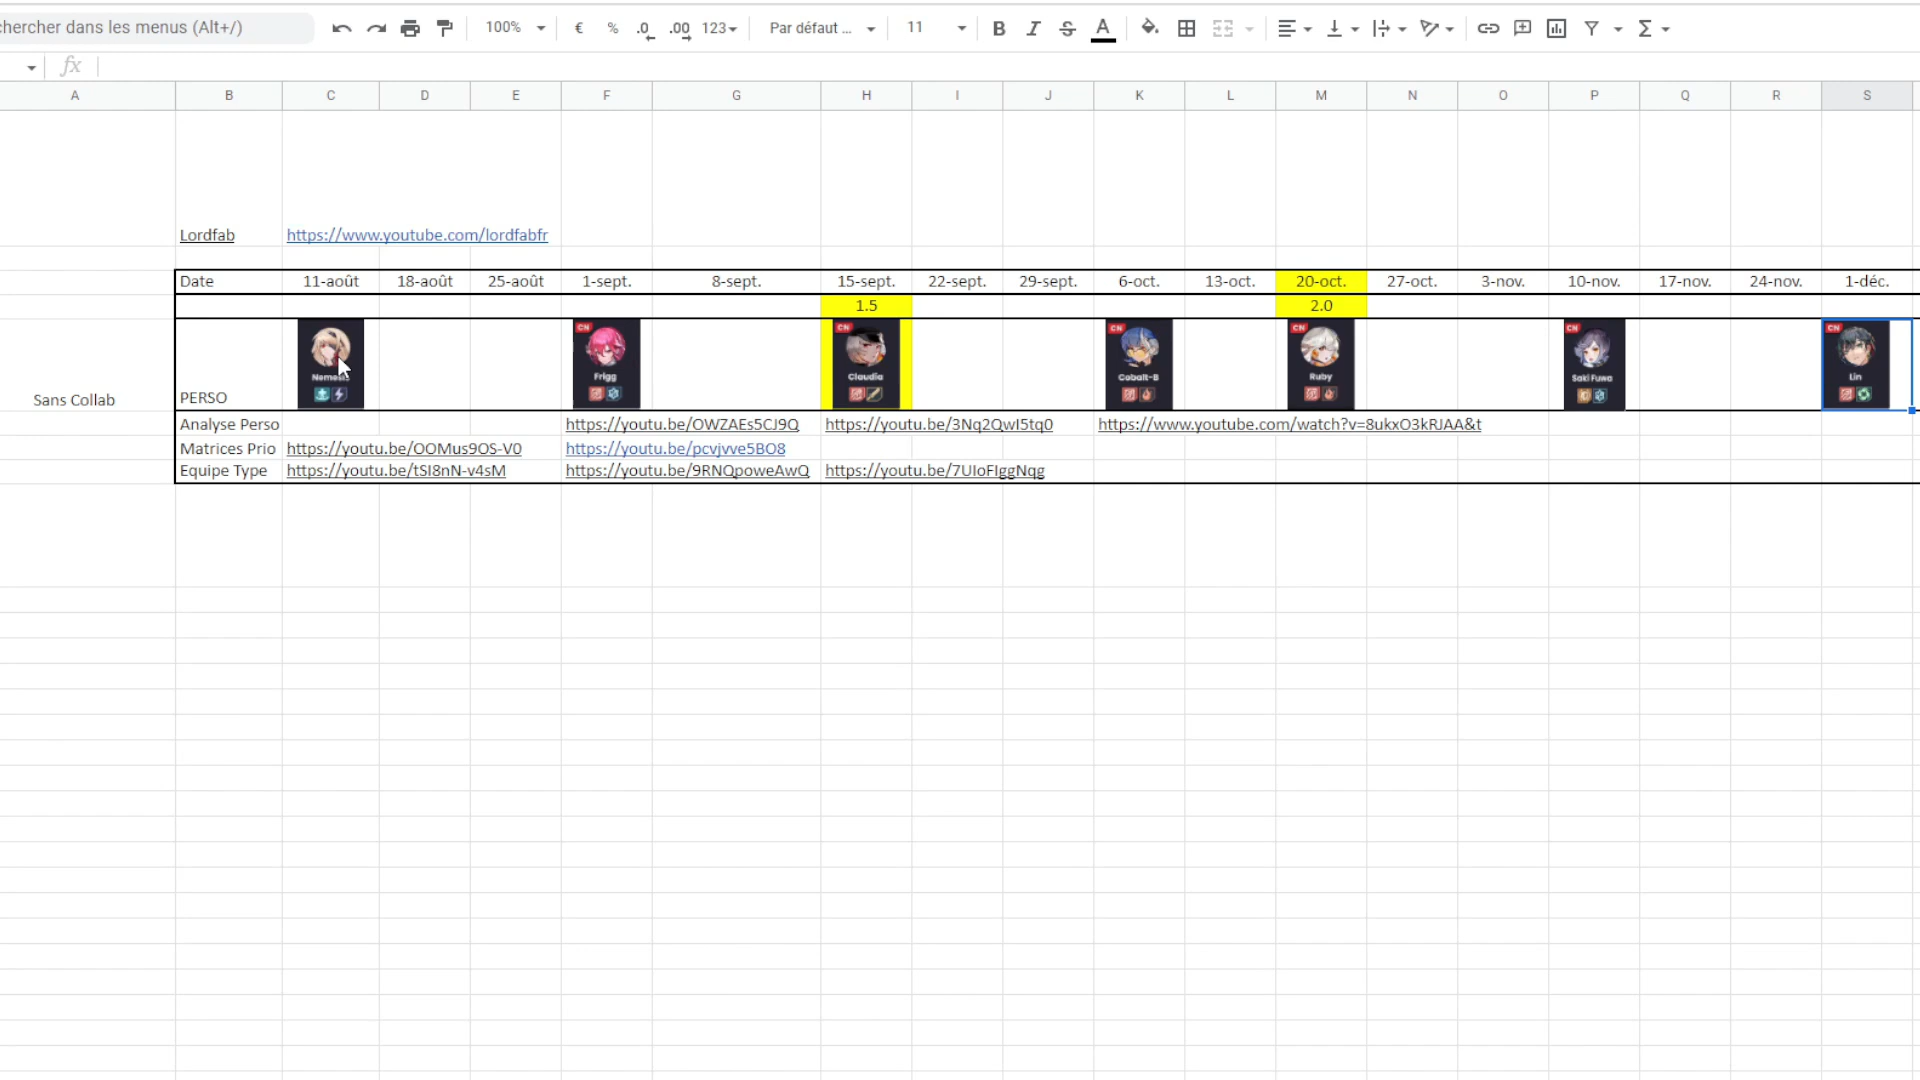 chercher dans les menus (Alt+/) 100% € % .0 .00 123 Par défaut ... 11 B I S A Σ
fx
A B C D E F G H I J K L M N O P Q R S
Lordfab https://www.youtube.com/lordfabfr
Date 11-août 18-août 25-août 1-sept. 8-sept. 15-sept. 22-sept. 29-sept. 6-oct. 13-oct. 20-oct. 27-oct. 3-nov. 10-nov. 17-nov. 24-nov. 1-déc.
1.5 2.0
CN CN CN CN CN CN
Nemesis Frigg Claudia Cobalt-B Ruby Saki Fuwa Lin
Sans Collab PERSO
Analyse Perso https://youtu.be/OWZAEs5CJ9Q https://youtu.be/3Nq2QwI5tq0 https://www.youtube.com/watch?v=8ukxO3kRJAA&t
Matrices Prio https://youtu.be/OOMus9OS-V0 https://youtu.be/pcvjvve5BO8
Equipe Type https://youtu.be/tSI8nN-v4sM https://youtu.be/9RNQpoweAwQ https://youtu.be/7UIoFIggNqg